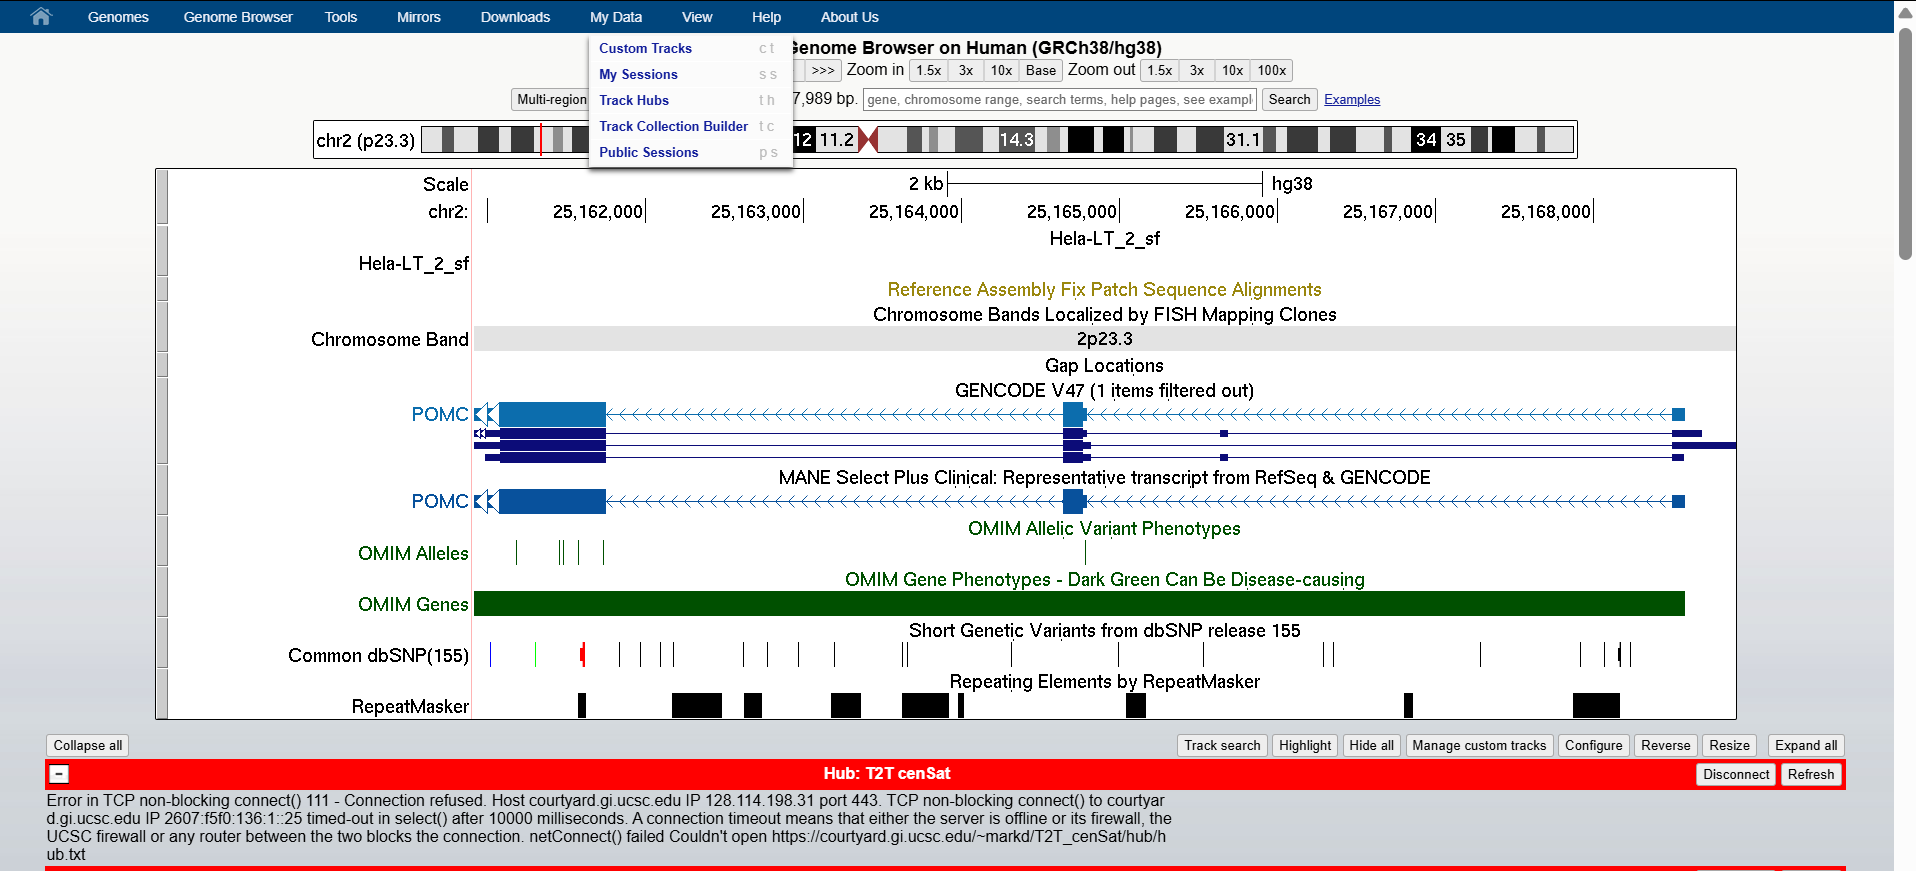 Genomes Genome Browser Tools Mirrors Downloads My Data View Help About Us
Custom Tracks c t
My Sessions s s
Track Hubs t h
Track Collection Builder t c
Public Sessions p s
Genome Browser on Human (GRCh38/hg38)
>>> Zoom in 1.5x 3x 10x Base Zoom out 1.5x 3x 10x 100x
Multi-region 7,989 bp. gene, chromosome range, search terms, help pages, see exampl Search Examples
chr2 (p23.3) 12 11.2 14.3 31.1 34 35
Scale 2 kb hg38
chr2: 25,162,000 25,163,000 25,164,000 25,165,000 25,166,000 25,167,000 25,168,000
Hela-LT_2_sf
Hela-LT_2_sf
Reference Assembly Fix Patch Sequence Alignments
Chromosome Bands Localized by FISH Mapping Clones
Chromosome Band 2p23.3
Gap Locations
GENCODE V47 (1 items filtered out)
POMC
MANE Select Plus Clinical: Representative transcript from RefSeq & GENCODE
POMC
OMIM Allelic Variant Phenotypes
OMIM Alleles
OMIM Gene Phenotypes - Dark Green Can Be Disease-causing
OMIM Genes
Short Genetic Variants from dbSNP release 155
Common dbSNP(155)
Repeating Elements by RepeatMasker
RepeatMasker
Collapse all Track search Highlight Hide all Manage custom tracks Configure Reverse Resize Expand all
- Hub: T2T cenSat Disconnect Refresh
Error in TCP non-blocking connect() 111 - Connection refused. Host courtyard.gi.ucsc.edu IP 128.114.198.31 port 443. TCP non-blocking connect() to courtyar
d.gi.ucsc.edu IP 2607:f5f0:136:1::25 timed-out in select() after 10000 milliseconds. A connection timeout means that either the server is offline or its firewall, the
UCSC firewall or any router between the two blocks the connection. netConnect() failed Couldn't open https://courtyard.gi.ucsc.edu/~markd/T2T_cenSat/hub/h
ub.txt